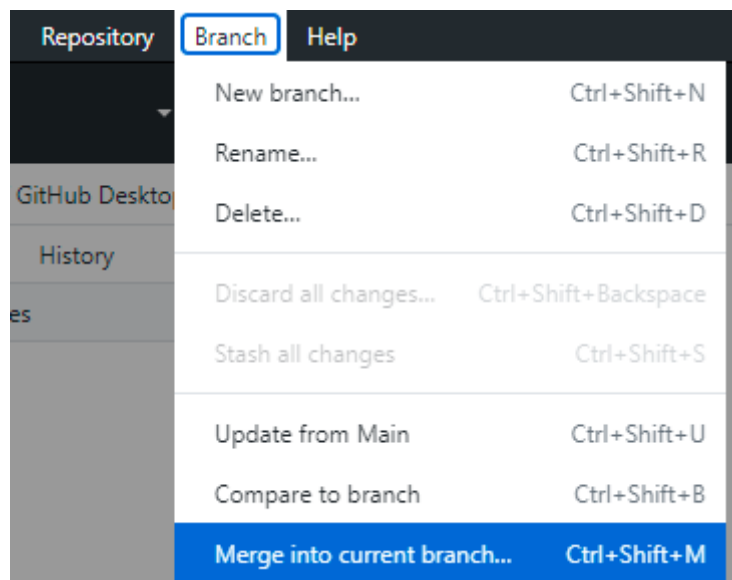 Repository Branch Help
New branch... Ctrl+Shift+N
Rename... Ctrl+Shift+R
GitHub Deskto
Delete... Ctrl+Shift+D
History
Discard all changes... Ctrl+Shift+Backspace
es
Stash all changes Ctrl+Shift+S
Update from Main Ctrl+Shift+U
Compare to branch Ctrl+Shift+B
Merge into current branch... Ctrl+Shift+M